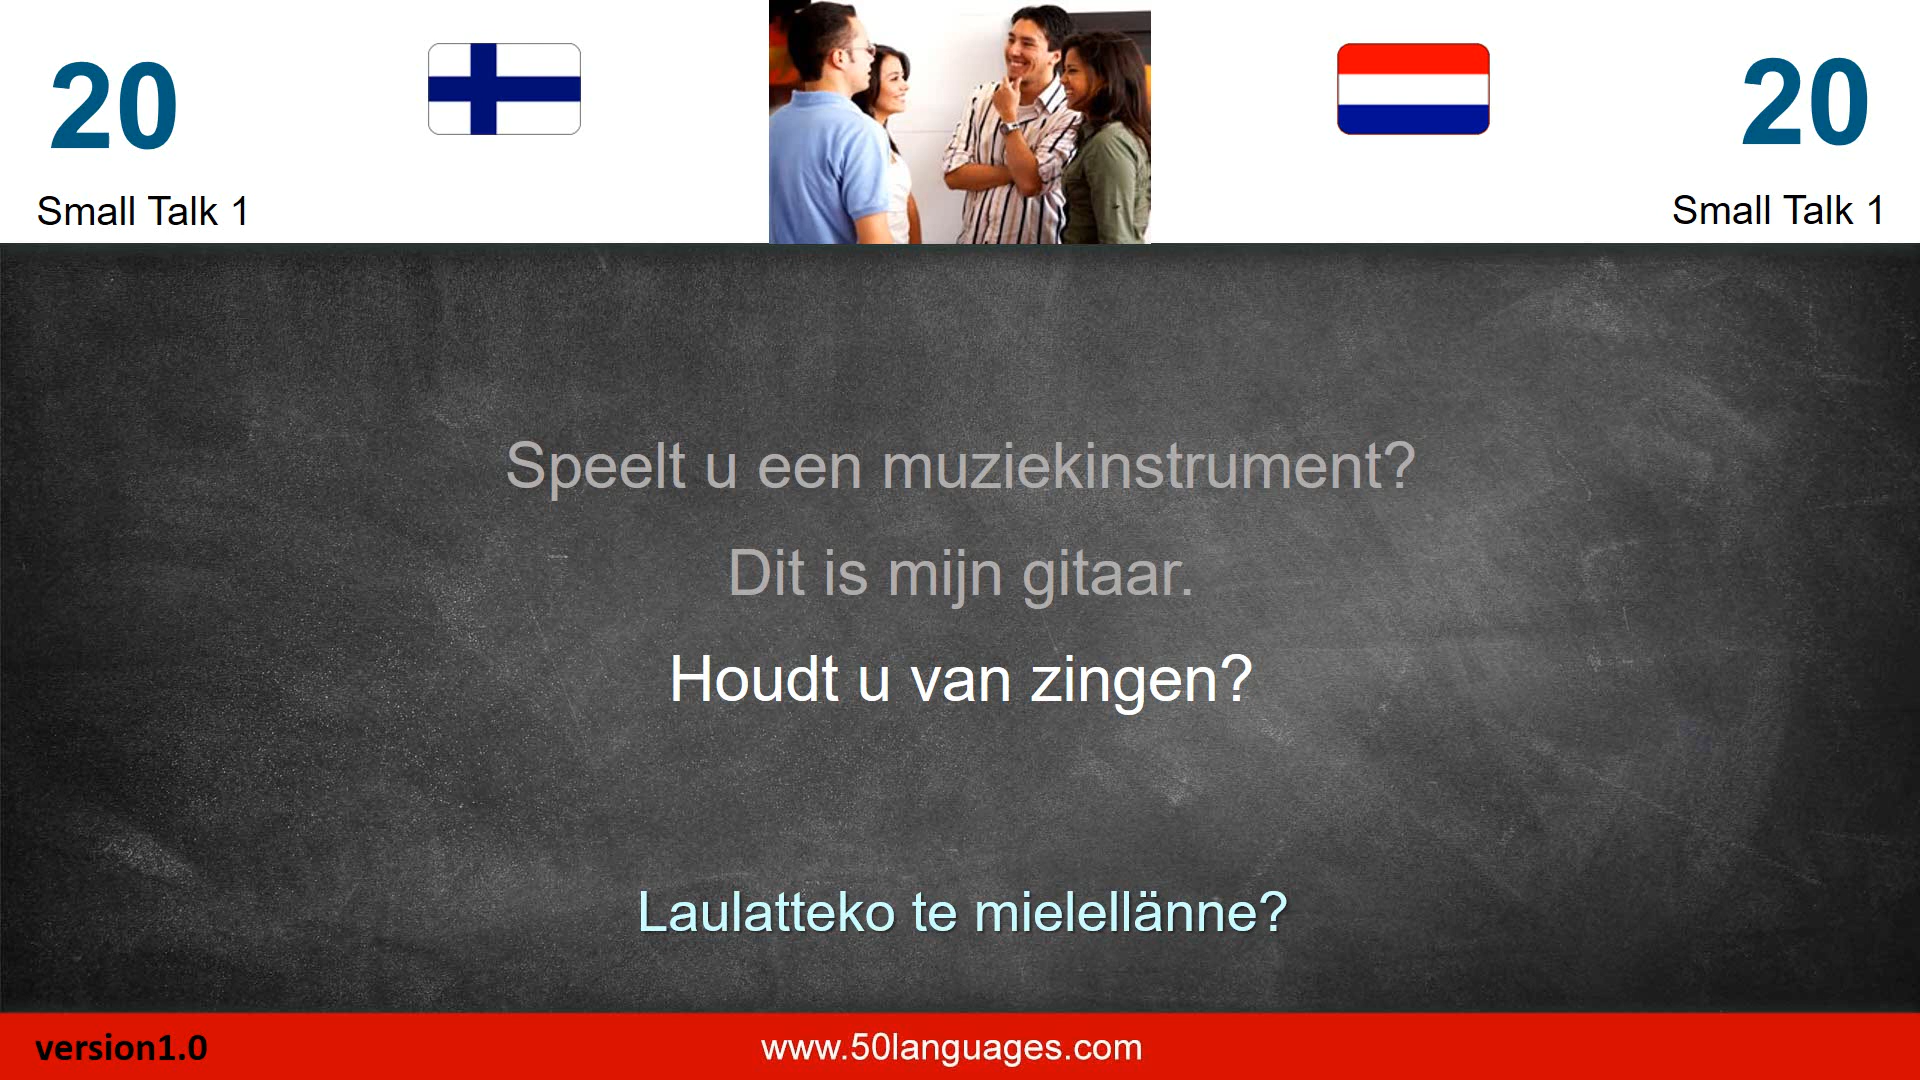 20
20
Small Talk 1
Small Talk 1
Speelt u een muziekinstrument?
Dit is mijn gitaar.
Houdt u van zingen?
Laulatteko te mielellänne?
version1.0
www.50languages.com